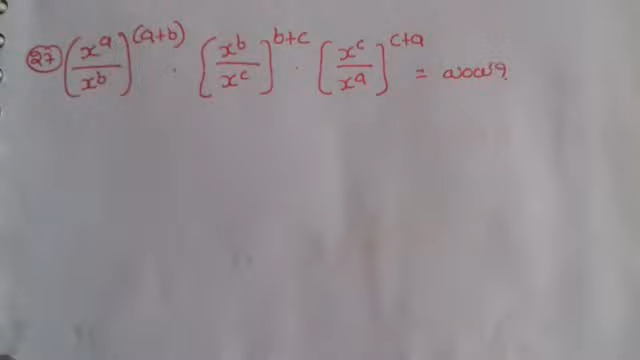 27 (x^a/x^b)^(a+b) · [x^b/x^c]^b+c · [x^c/x^a]^c+a =